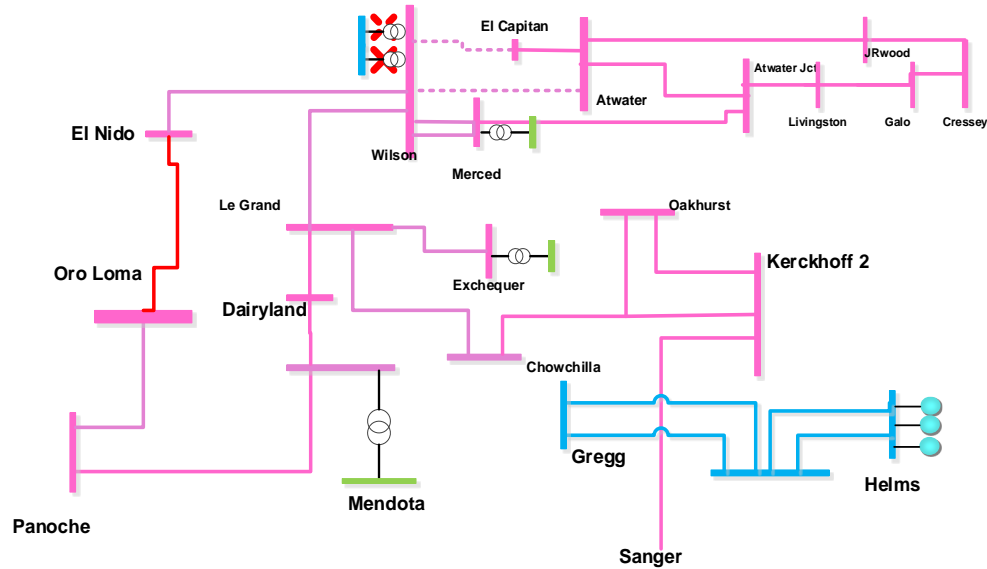 El Capitan
JRwood
Atwater Jct
Atwater
Livingston
Galo
Cressey
El Nido
Wilson
Merced
Le Grand
Oakhurst
Oro Loma
Kerckhoff 2
Exchequer
Dairyland
Chowchilla
Gregg
Helms
Mendota
Panoche
Sanger